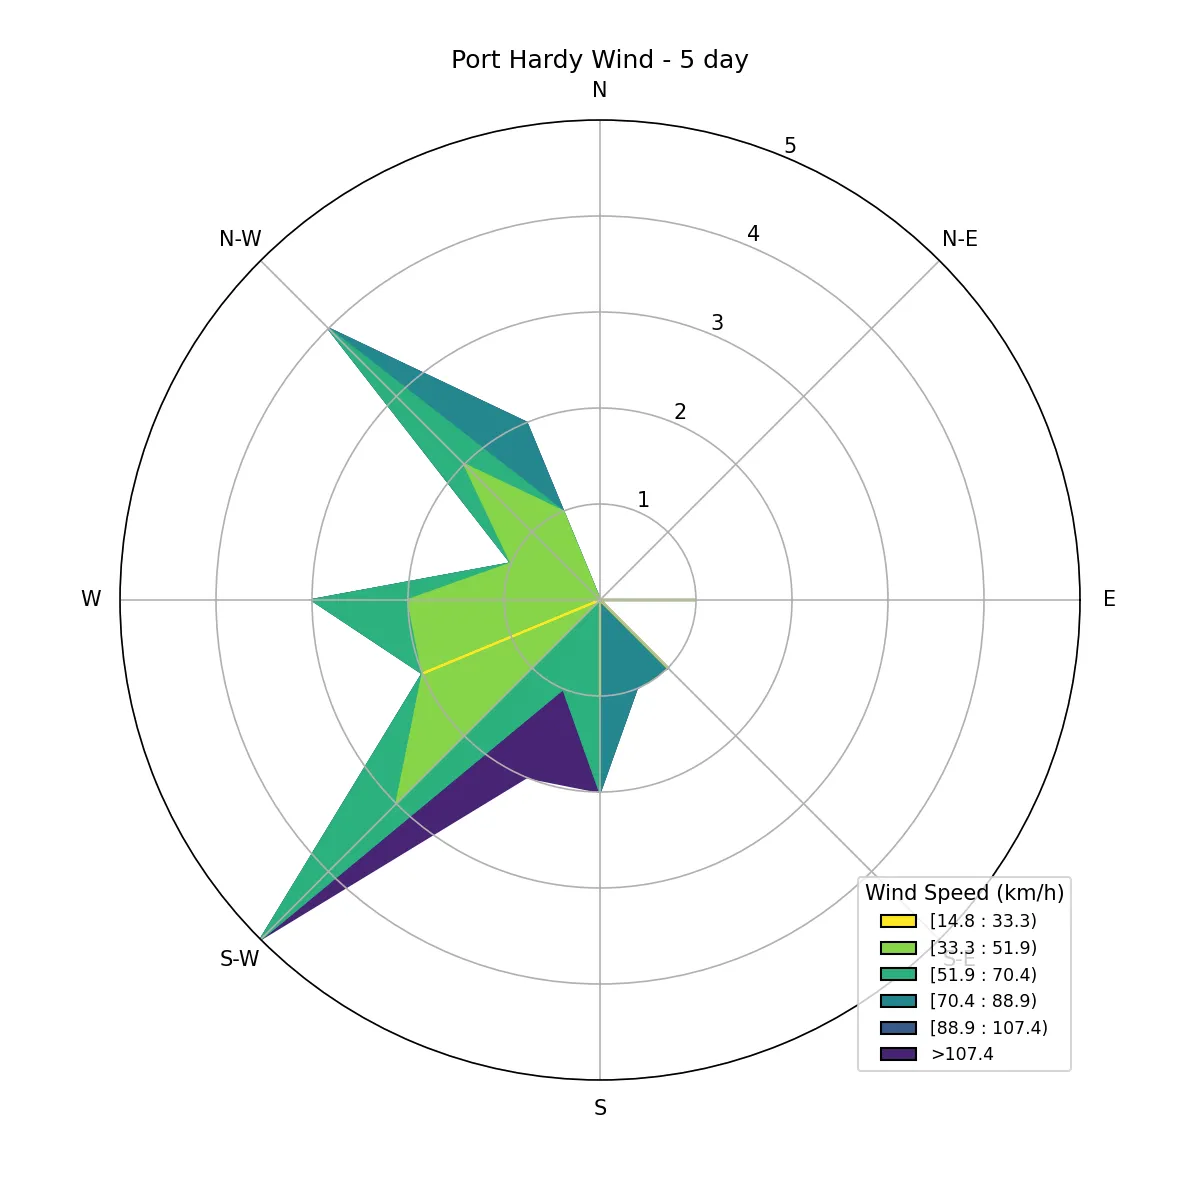 Port Hardy Wind - 5 day
N
5
N-W
N-E
4
3
2
1
W
E
Wind Speed (km/h)
[14.8 : 33.3)
[33.3 : 51.9)
S-W
S-E
[51.9 : 70.4)
[70.4 : 88.9)
[88.9 : 107.4)
>107.4
S